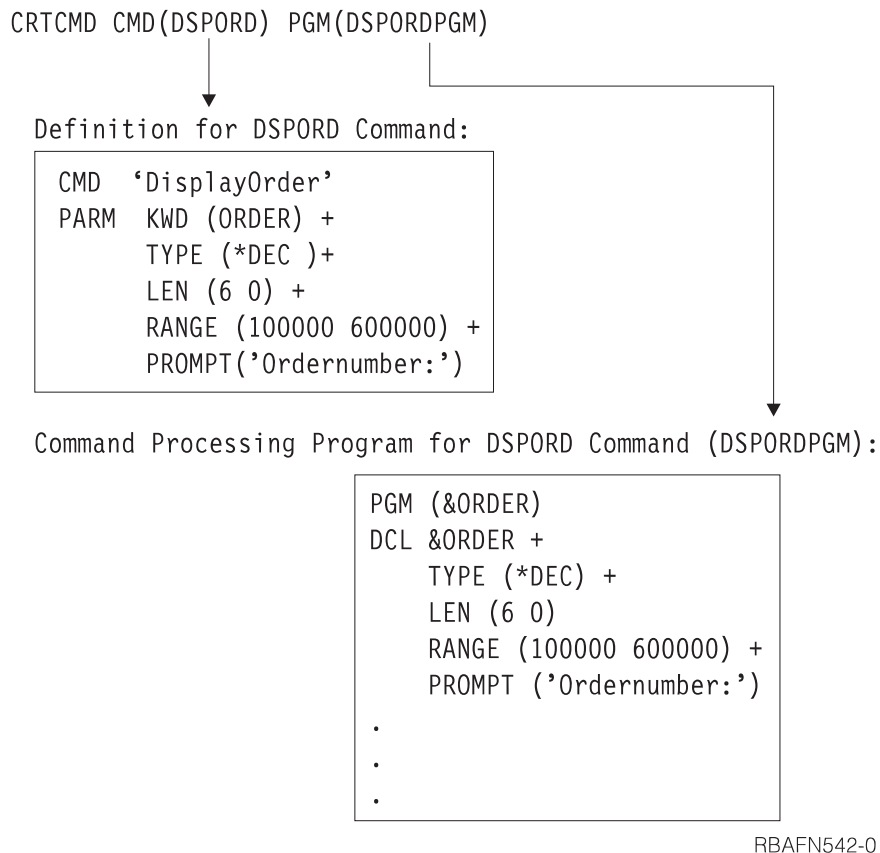 CRTCMD CMD(DSPORD) PGM(DSPORDPGM)
Definition for DSPORD Command:
CMD ‘DisplayOrder’
PARM KWD (ORDER) +
TYPE (*DEC )+
LEN (6 0) +
RANGE (100000 600000) +
PROMPT(’Ordernumber:’)
Command Processing Program for DSPORD Command (DSPORDPGM):
PGM (&ORDER)
DCL &ORDER +
TYPE (*DEC) +
LEN (6 0)
RANGE (100000 600000) +
PROMPT (’Ordernumber:’)
.
.
.
RBAFN542-0